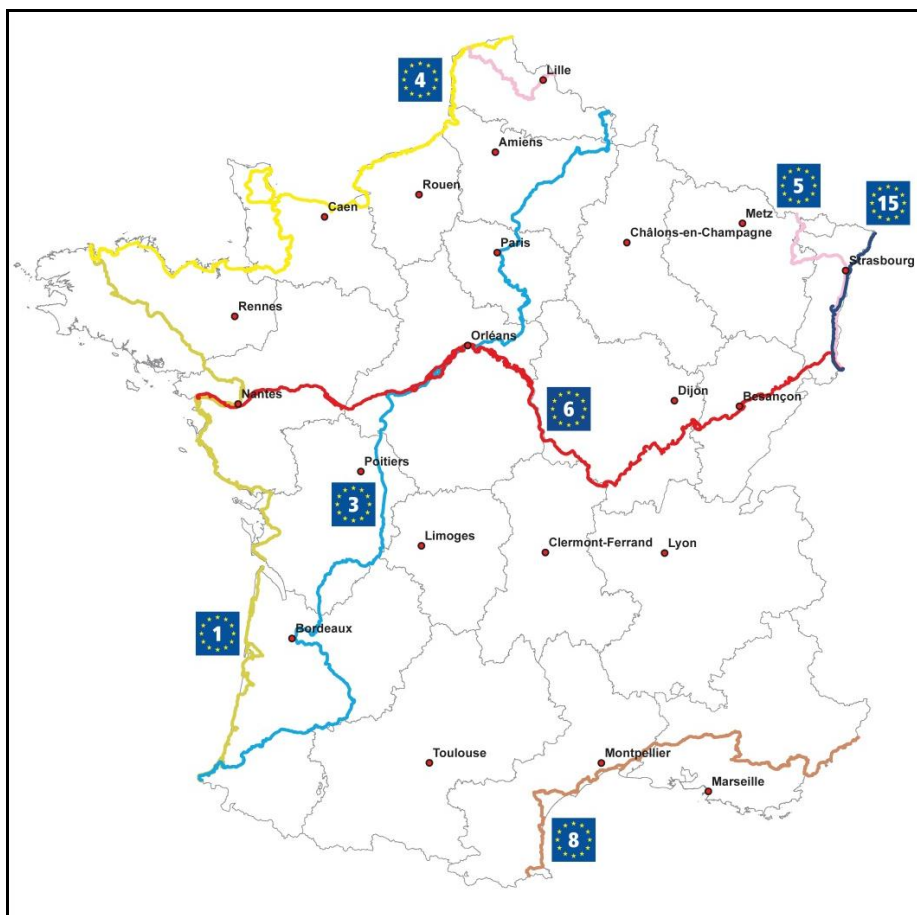 4
Lille
Amiens
5
15
Rouen
Caen
Metz
Châlons-en-Champagne
Paris
Strasbourg
Rennes
Orléans
Nantes
6
Dijon
Besançon
Poitiers
3
Limoges
Clermont-Ferrand
Lyon
1
Bordeaux
Toulouse
Montpellier
Marseille
8